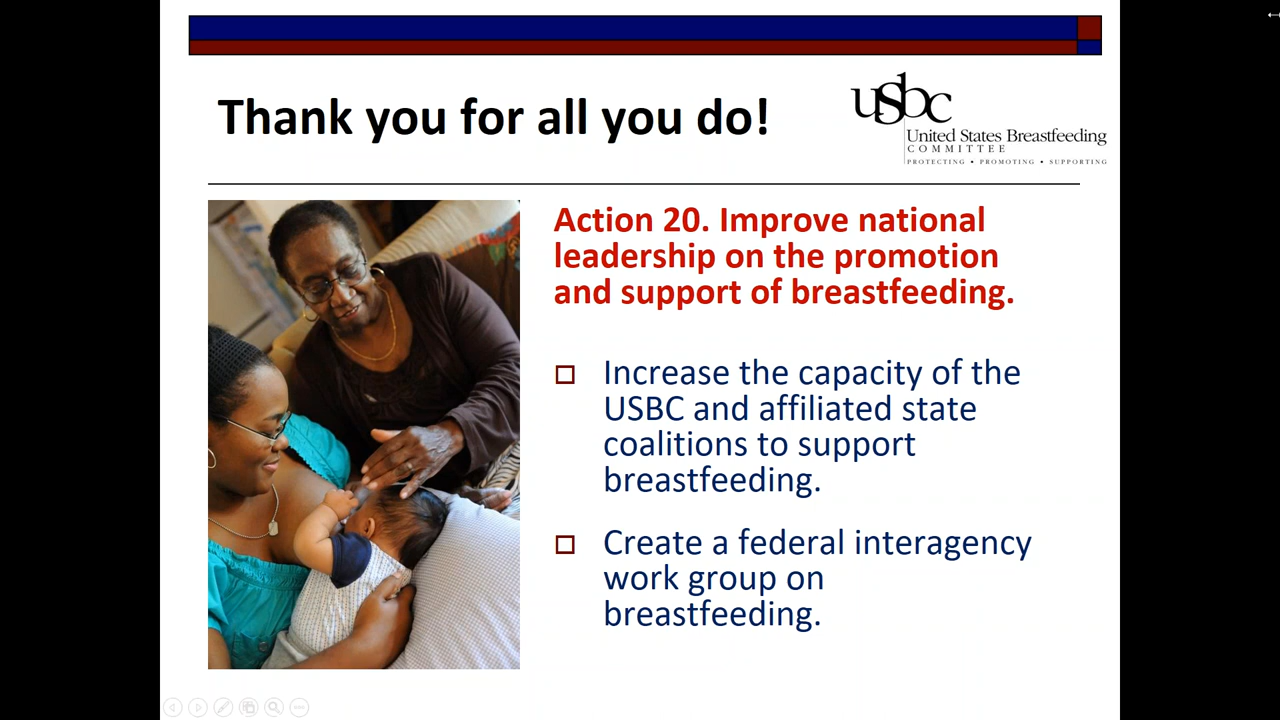 Thank you for all you do!
usbc
United States Breastfeeding
COMMITTEE
PROTECTING • PROMOTING • SUPPORTING
Action 20. Improve national
leadership on the promotion
and support of breastfeeding.
Increase the capacity of the
USBC and affiliated state
coalitions to support
breastfeeding.
Create a federal interagency
work group on
breastfeeding.